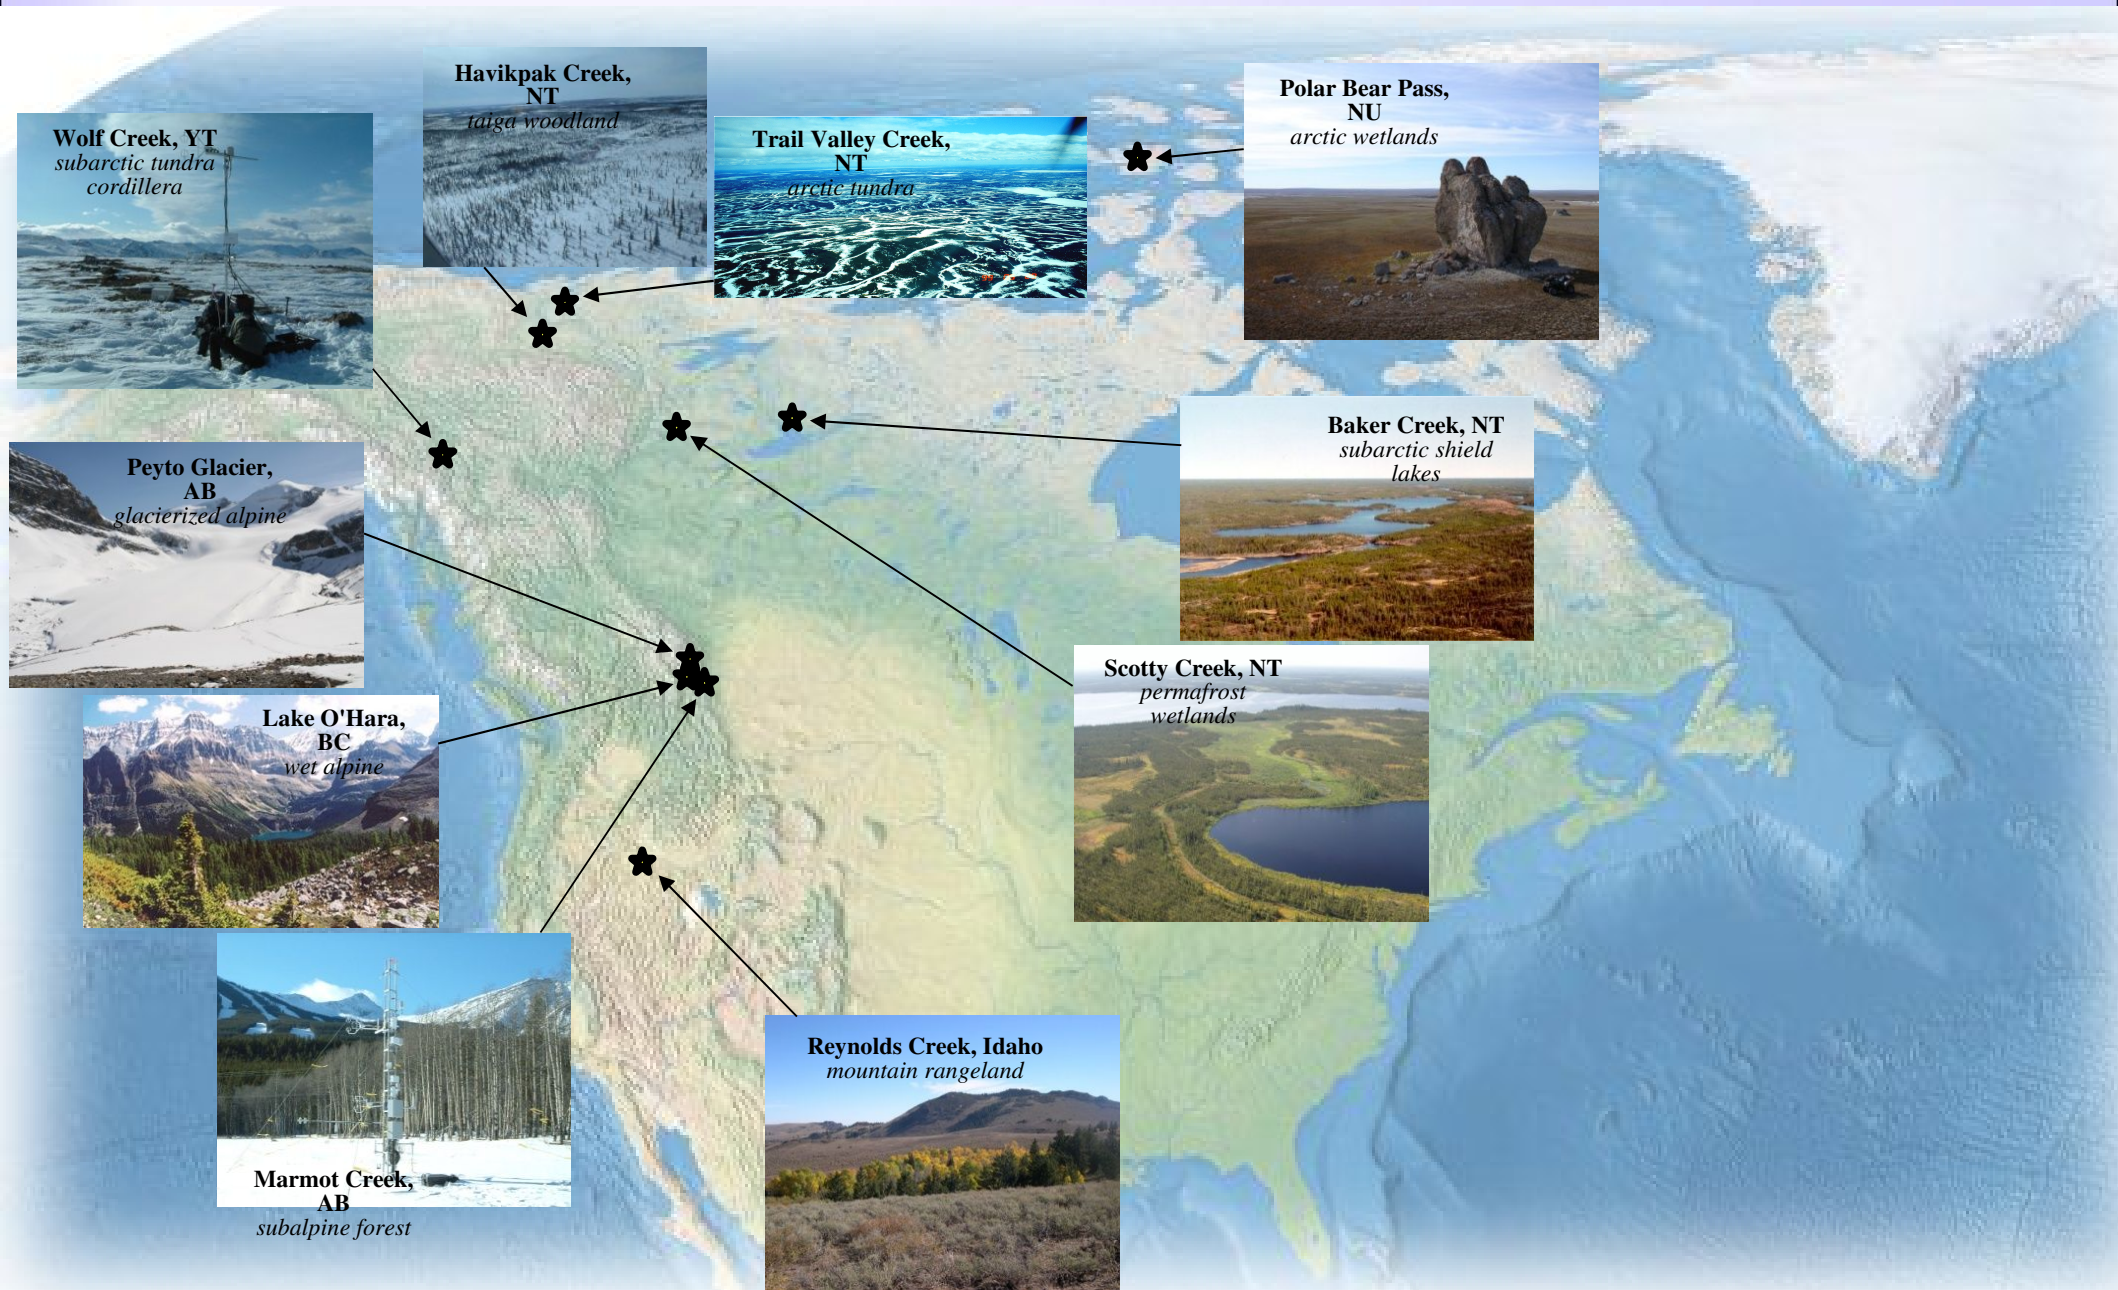 Havikpak Creek,
NT
taiga woodland
Polar Bear Pass,
NU
arctic wetlands
Wolf Creek, YT
subarctic tundra
cordillera
Trail Valley Creek,
NT
arctic tundra
Baker Creek, NT
subarctic shield
lakes
Peyto Glacier,
AB
glacierized alpine
Scotty Creek, NT
permafrost
wetlands
Lake O'Hara,
BC
wet alpine
Reynolds Creek, Idaho
mountain rangeland
Marmot Creek,
AB
subalpine forest